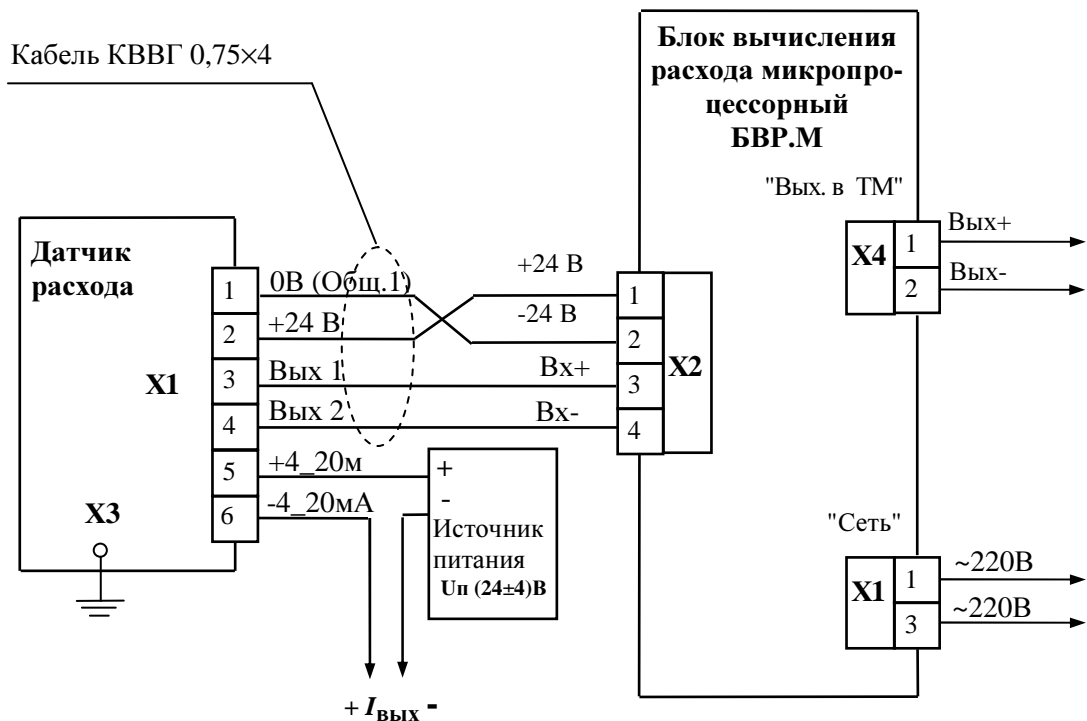 Кабель КВВГ 0,75×4
Блок вычисления
расхода микропро-
цессорный
БВР.М
"Вых. в ТМ"
X4
1
2
Вых+
Вых-
Датчик
расхода
X1
1
2
3
4
5
6
0В (Общ.1)
+24 В
Вых 1
Вых 2
+4_20м
-4_20мА
+24 В
-24 В
Вх+
Вх-
1
2
3
4
X2
X3
+
-
Источник
питания
Uп (24±4)В
+ Iвых -
"Сеть"
X1
1
3
~220В
~220В